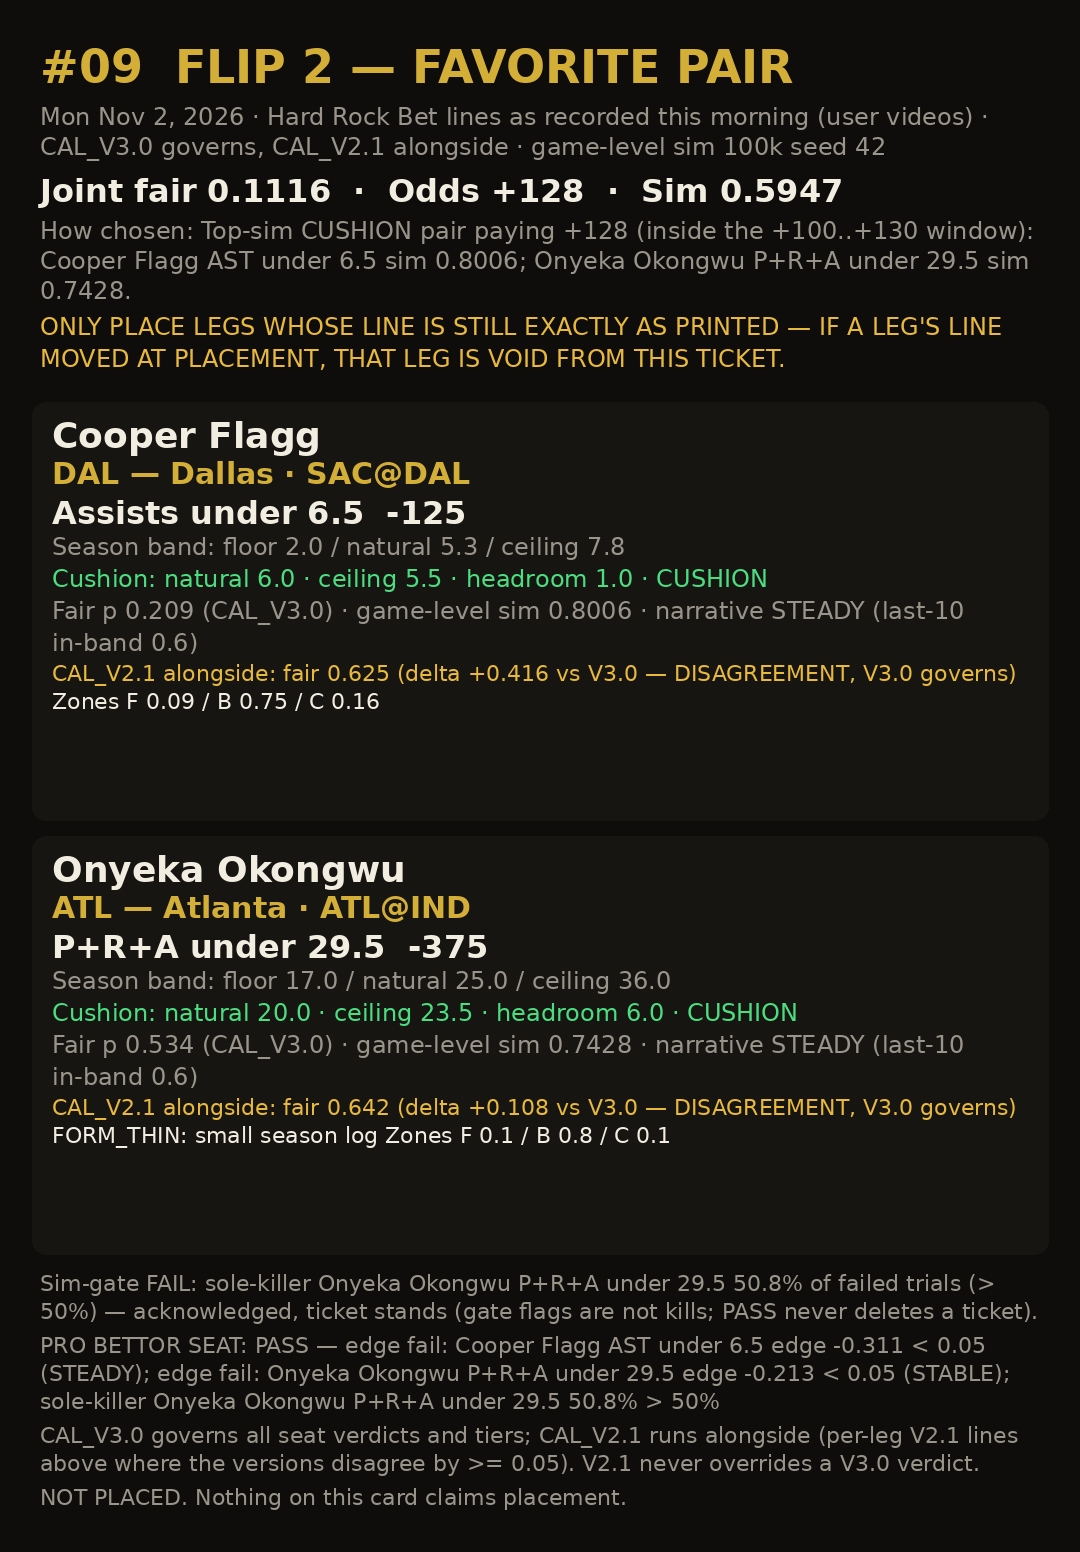 #09  FLIP 2 — FAVORITE PAIR
Mon Nov 2, 2026 · Hard Rock Bet lines as recorded this morning (user videos) ·
CAL_V3.0 governs, CAL_V2.1 alongside · game-level sim 100k seed 42
Joint fair 0.1116  ·  Odds +128  ·  Sim 0.5947
How chosen: Top-sim CUSHION pair paying +128 (inside the +100..+130 window):
Cooper Flagg AST under 6.5 sim 0.8006; Onyeka Okongwu P+R+A under 29.5 sim
0.7428.
ONLY PLACE LEGS WHOSE LINE IS STILL EXACTLY AS PRINTED — IF A LEG'S LINE
MOVED AT PLACEMENT, THAT LEG IS VOID FROM THIS TICKET.
Cooper Flagg
DAL — Dallas · SAC@DAL
Assists under 6.5  -125
Season band: floor 2.0 / natural 5.3 / ceiling 7.8
Cushion: natural 6.0 · ceiling 5.5 · headroom 1.0 · CUSHION
Fair p 0.209 (CAL_V3.0) · game-level sim 0.8006 · narrative STEADY (last-10
in-band 0.6)
CAL_V2.1 alongside: fair 0.625 (delta +0.416 vs V3.0 — DISAGREEMENT, V3.0 governs)
Zones F 0.09 / B 0.75 / C 0.16
Onyeka Okongwu
ATL — Atlanta · ATL@IND
P+R+A under 29.5  -375
Season band: floor 17.0 / natural 25.0 / ceiling 36.0
Cushion: natural 20.0 · ceiling 23.5 · headroom 6.0 · CUSHION
Fair p 0.534 (CAL_V3.0) · game-level sim 0.7428 · narrative STEADY (last-10
in-band 0.6)
CAL_V2.1 alongside: fair 0.642 (delta +0.108 vs V3.0 — DISAGREEMENT, V3.0 governs)
FORM_THIN: small season log Zones F 0.1 / B 0.8 / C 0.1
Sim-gate FAIL: sole-killer Onyeka Okongwu P+R+A under 29.5 50.8% of failed trials (>
50%) — acknowledged, ticket stands (gate flags are not kills; PASS never deletes a ticket).
PRO BETTOR SEAT: PASS — edge fail: Cooper Flagg AST under 6.5 edge -0.311 < 0.05
(STEADY); edge fail: Onyeka Okongwu P+R+A under 29.5 edge -0.213 < 0.05 (STABLE);
sole-killer Onyeka Okongwu P+R+A under 29.5 50.8% > 50%
CAL_V3.0 governs all seat verdicts and tiers; CAL_V2.1 runs alongside (per-leg V2.1 lines
above where the versions disagree by >= 0.05). V2.1 never overrides a V3.0 verdict.
NOT PLACED. Nothing on this card claims placement.